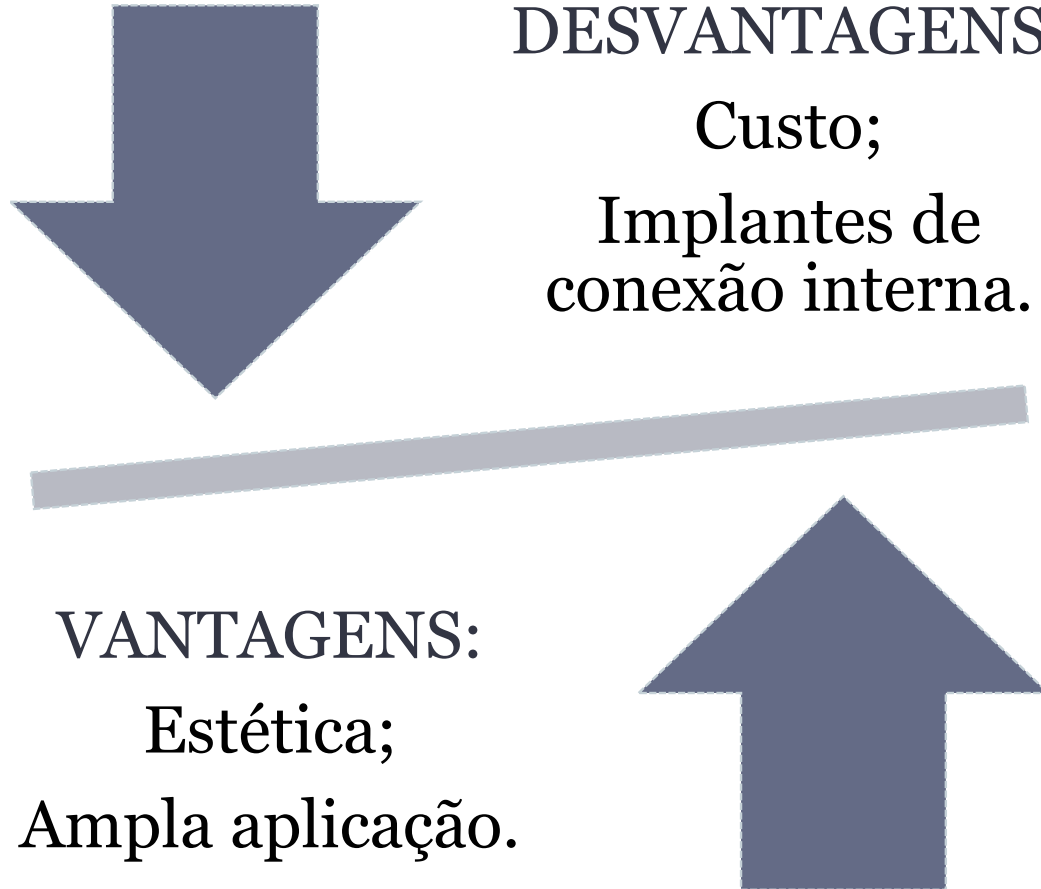 DESVANTAGENS
Custo;
Implantes de
conexão interna.
VANTAGENS:
Estética;
Ampla aplicação.